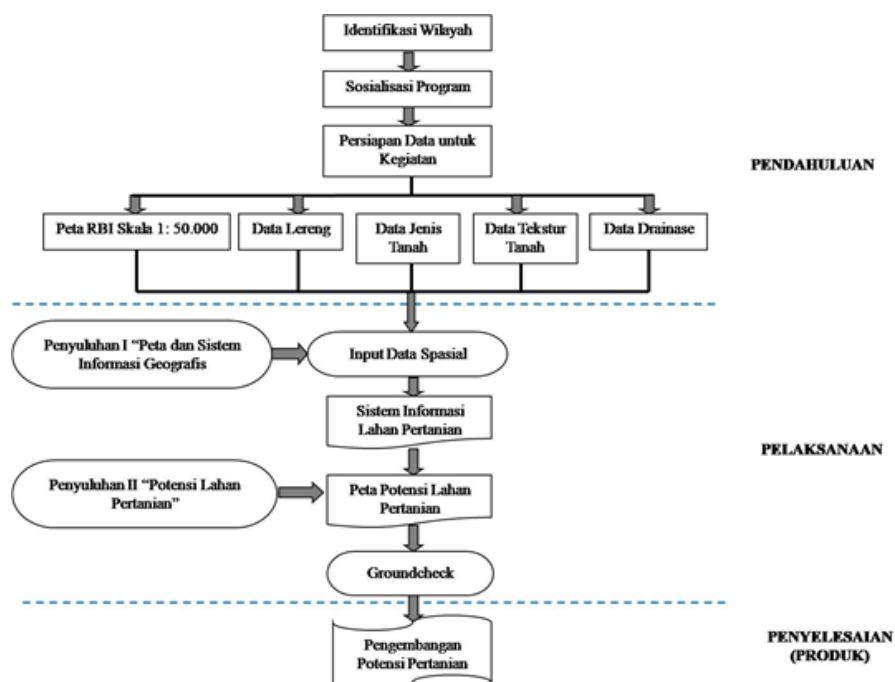 Identifikasi Wilayah
Sosialisasi Program
Persiapan Data untuk
Kegiatan
PENDAHULUAN
Peta RBI Skala 1: 50.000
Data Lereng
Data Jenis
Tanah
Data Tekstur
Tanah
Data Drainase
Penyuluhan I “Peta dan Sistem
Informasi Geografis
Input Data Spasial
Sistem Informasi
Lahan Pertanian
PELAKSANAAN
Penyuluhan II “Potensi Lahan
Pertanian”
Peta Potensi Lahan
Pertanian
Groundcheck
Pengembangan
Potensi Pertanian
PENYELESAIAN
(PRODUK)